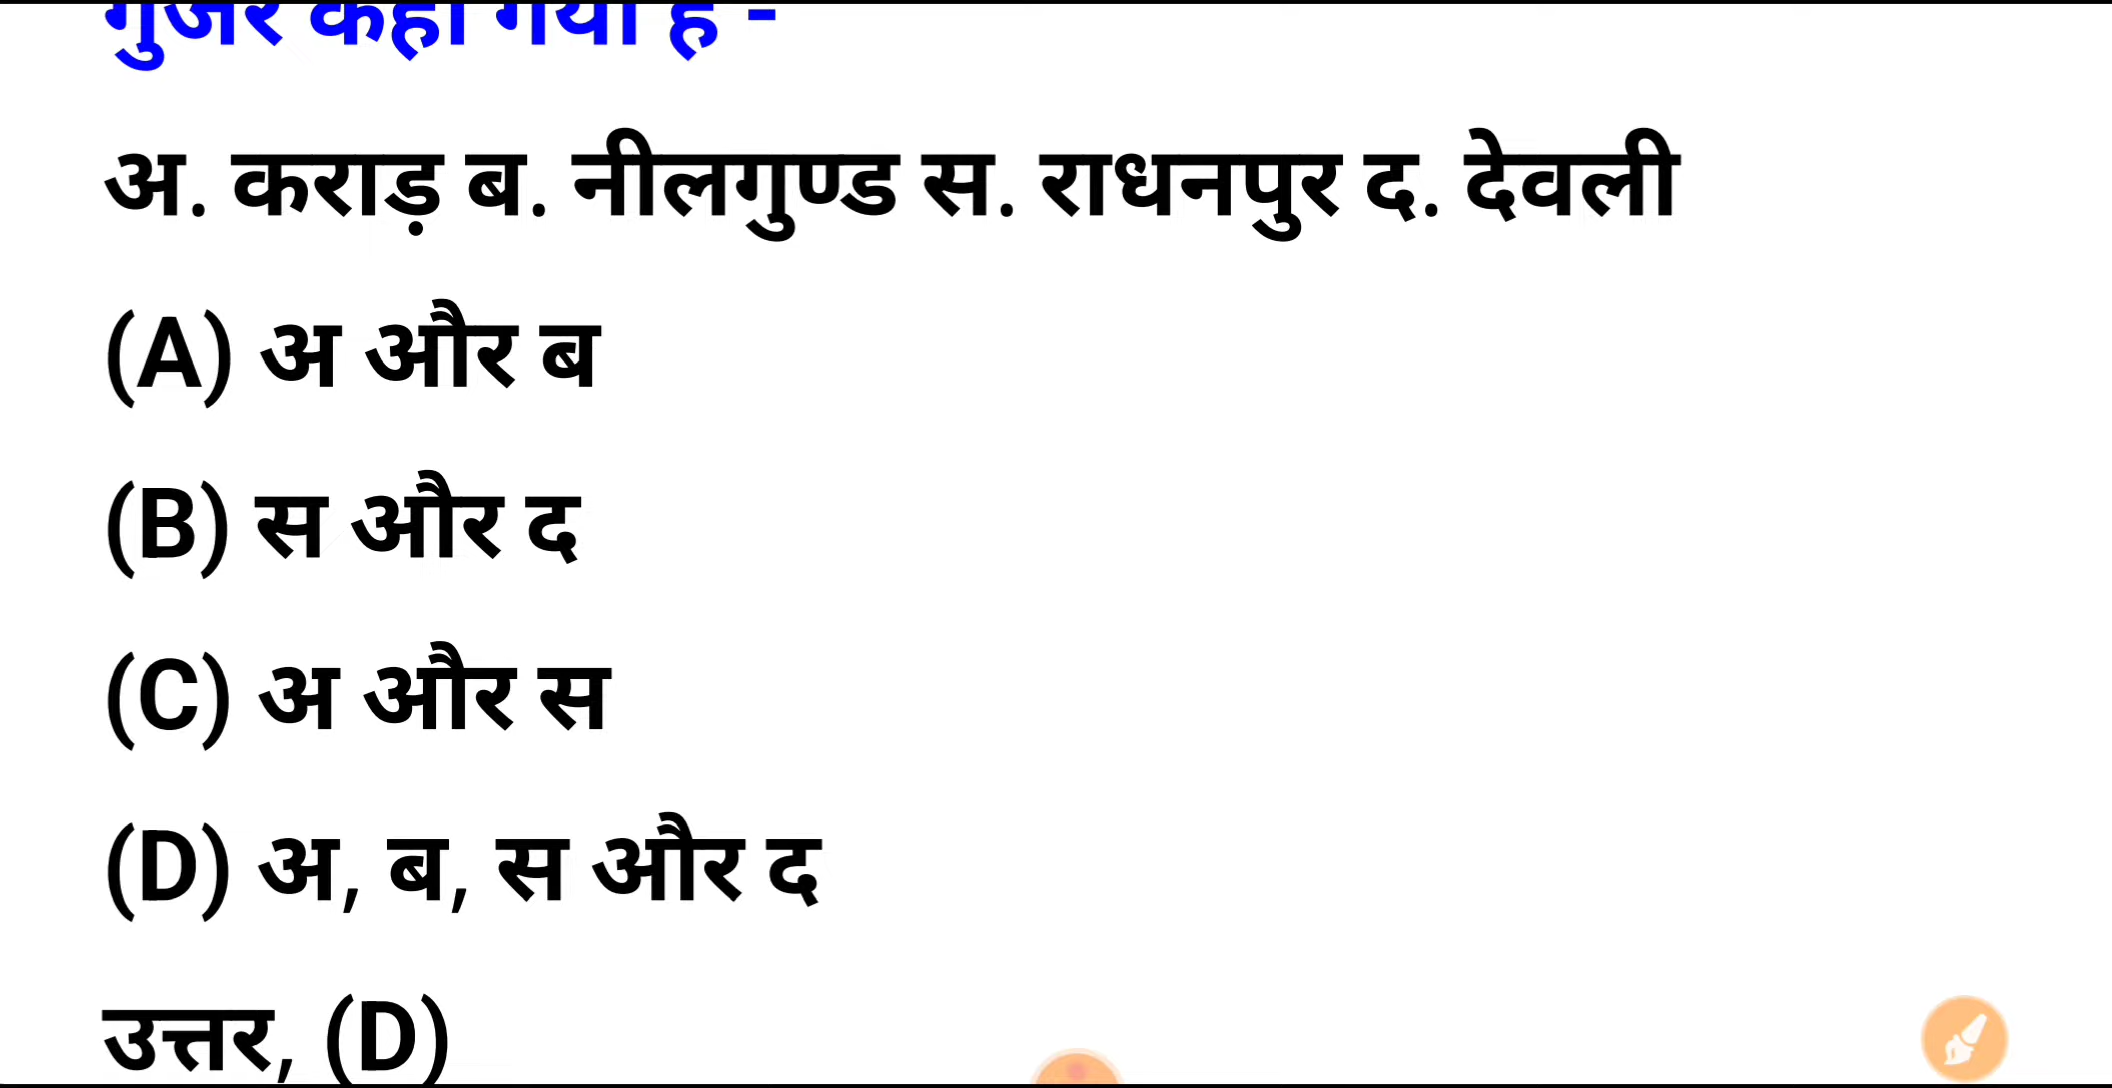 गुर्जर कहा गया है -
अ. कराड़ ब. नीलगुण्ड स. राधनपुर द. देवली
(A) अ और ब
(B) स और द
(C) अ और स
(D) अ, ब, स और द
उत्तर, (D)